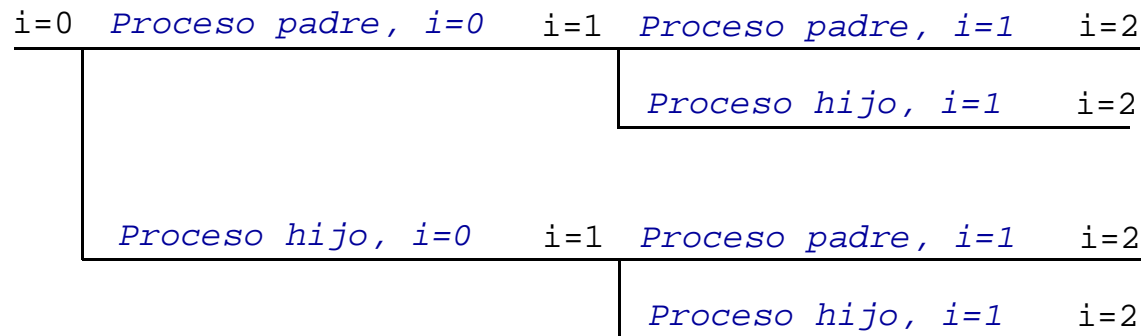 i=0 Proceso padre, i=0 i=1 Proceso padre, i=1 i=2
Proceso hijo, i=1 i=2
Proceso hijo, i=0 i=1 Proceso padre, i=1 i=2
Proceso hijo, i=1 i=2